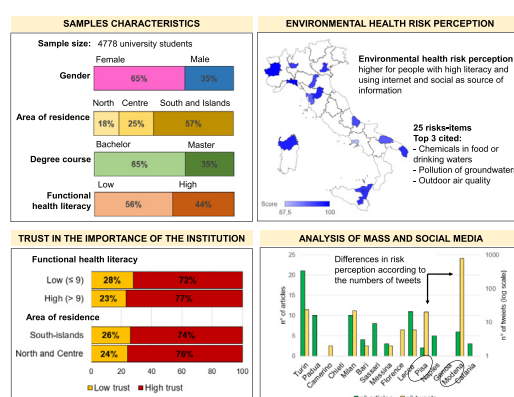 SAMPLES CHARACTERISTICS
Sample size: 4778 university students
Female Male
Gender 65% 35%
North Centre South and Islands
Area of residence 18% 25% 57%
Bachelor Master
Degree course 65% 35%
Low High
Functional
health literacy 56% 44%
ENVIRONMENTAL HEALTH RISK PERCEPTION
Environmental health risk perception
higher for people with high literacy and
using internet and social as source of
information
25 risks-items
Top 3 cited:
- Chemicals in food or
drinking waters
- Pollution of groundwater
- Outdoor air quality
Score
87,5 100
TRUST IN THE IMPORTANCE OF THE INSTITUTION
Functional health literacy
Low (≤ 9) 28% 72%
High (> 9) 23% 77%
Area of residence
South-islands 26% 74%
North and Centre 24% 76%
0 20 40 60 80 100
Low trust High trust
ANALYSIS OF MASS AND SOCIAL MEDIA
Differences in risk
perception according to
the numbers of tweets
n° of articles
25
20
15
10
5
0
n° of tweets (log scale)
1000
100
10
1
Turin Padua Camerino Chieti Milan Bari Sassari Messina Florence Lecce Pisa Naples Genoa Modena Catania